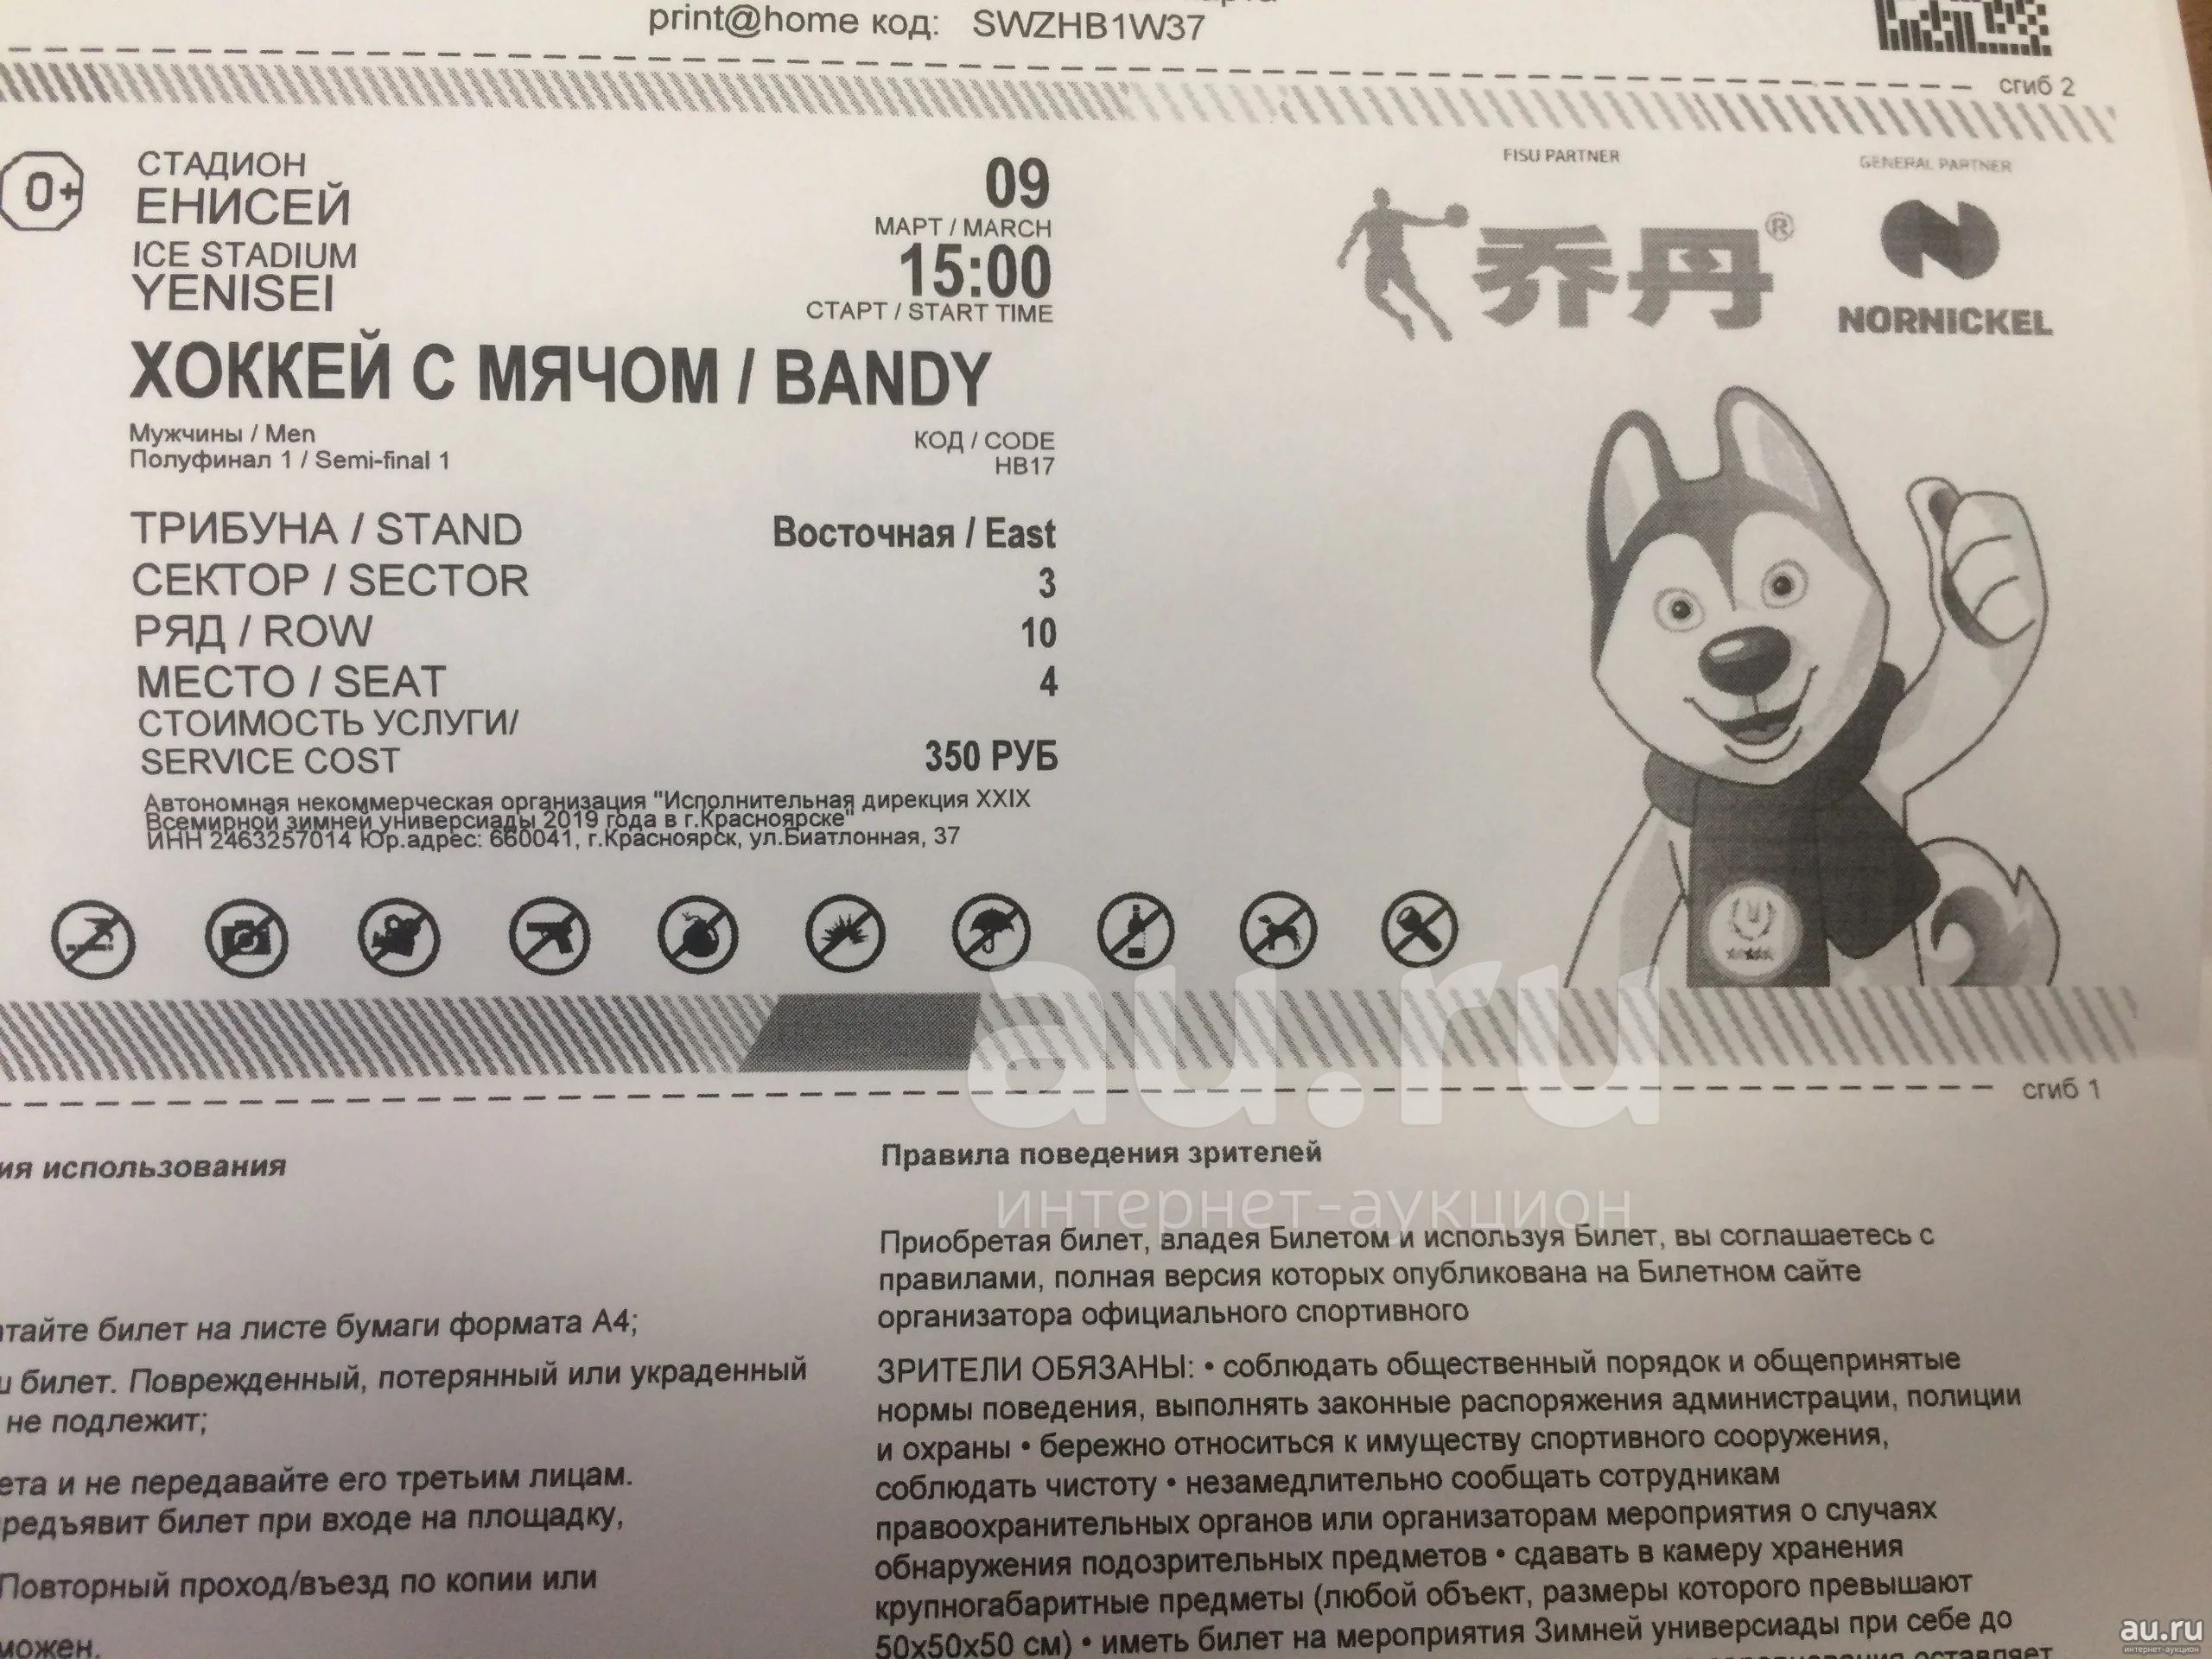 print@home код: SWZHB1W37
сгиб 2
0+
СТАДИОН
ЕНИСЕЙ
ICE STADIUM
YENISEI
09
МАРТ / MARCH
15:00
СТАРТ / START TIME
FISU PARTNER
乔丹®
GENERAL PARTNER
NORNICKEL
ХОККЕЙ С МЯЧОМ / BANDY
Мужчины / Men
Полуфинал 1 / Semi-final 1
КОД / CODE
HB17
ТРИБУНА / STAND Восточная / East
СЕКТОР / SECTOR 3
РЯД / ROW 10
МЕСТО / SEAT 4
СТОИМОСТЬ УСЛУГИ/
SERVICE COST 350 РУБ
Автономная некоммерческая организация "Исполнительная дирекция XXIX
Всемирной зимней универсиады 2019 года в г.Красноярске"
ИНН 2463257014 Юр.адрес: 660041, г.Красноярск, ул.Биатлонная, 37
au.ru
интернет-аукцион
сгиб 1
ия использования
тайте билет на листе бумаги формата А4;
билет. Поврежденный, потерянный или украденный
не подлежит;
ета и не передавайте его третьим лицам.
редъявит билет при входе на площадку,
Повторный проход/въезд по копии или
можен.
Правила поведения зрителей
Приобретая билет, владея Билетом и используя Билет, вы соглашаетесь с
правилами, полная версия которых опубликована на Билетном сайте
организатора официального спортивного
ЗРИТЕЛИ ОБЯЗАНЫ: • соблюдать общественный порядок и общепринятые
нормы поведения, выполнять законные распоряжения администрации, полиции
и охраны • бережно относиться к имуществу спортивного сооружения,
соблюдать чистоту • незамедлительно сообщать сотрудникам
правоохранительных органов или организаторам мероприятия о случаях
обнаружения подозрительных предметов • сдавать в камеру хранения
крупногабаритные предметы (любой объект, размеры которого превышают
50х50х50 см) • иметь билет на мероприятия Зимней универсиады при себе до
оставляет
au.ru
интернет-аукцион